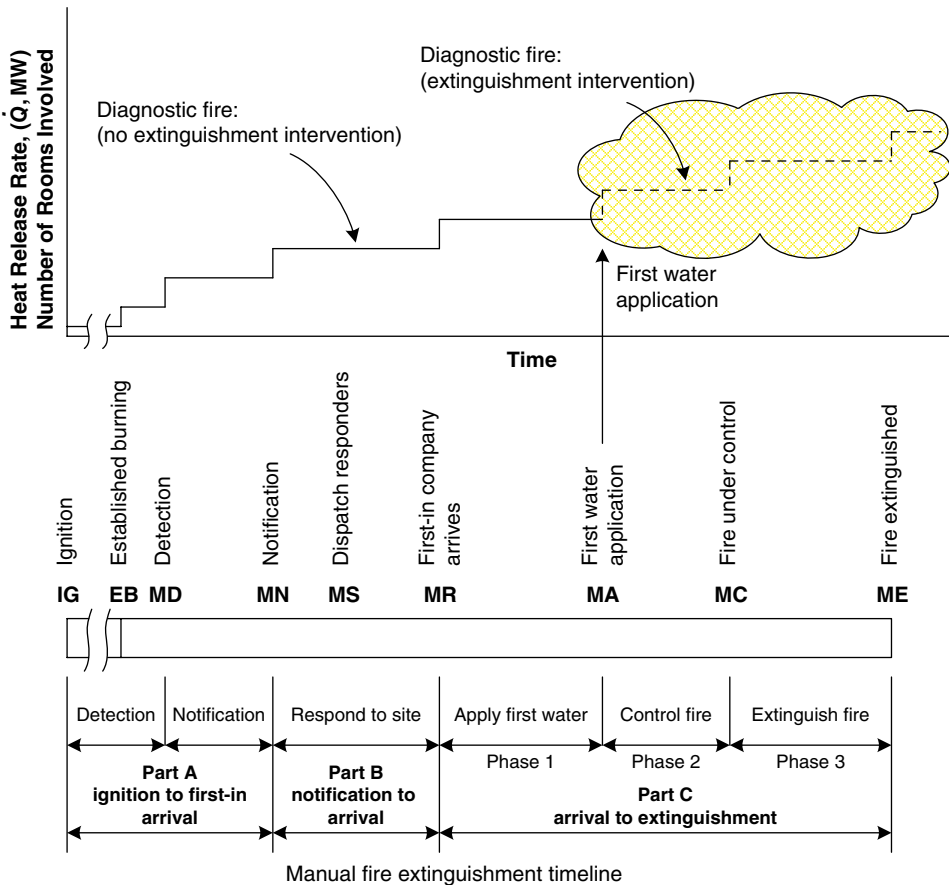 Heat Release Rate, (Q̇, MW)
Number of Rooms Involved
Diagnostic fire:
(no extinguishment intervention)
Diagnostic fire:
(extinguishment intervention)
First water
application
Time
Ignition
Established burning
Detection
Notification
Dispatch responders
First-in company
arrives
First water
application
Fire under control
Fire extinguished
IG EB MD MN MS MR MA MC ME
Detection Notification Respond to site Apply first water Control fire Extinguish fire
Phase 1 Phase 2 Phase 3
Part A
ignition to first-in
arrival
Part B
notification to
arrival
Part C
arrival to extinguishment
Manual fire extinguishment timeline